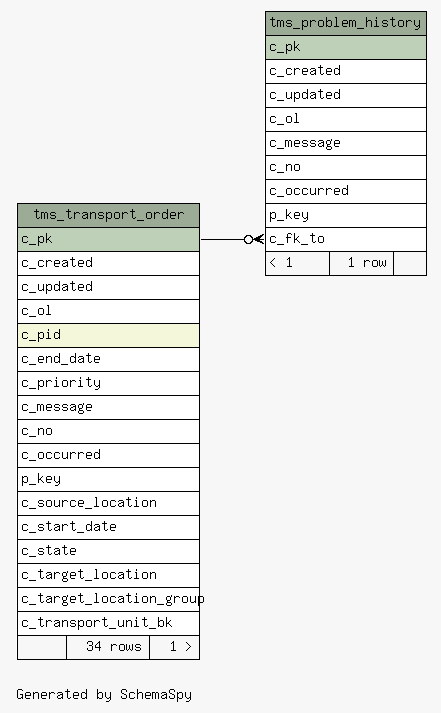 tms_problem_history
c_pk
c_created
c_updated
c_ol
c_message
c_no
c_occurred
p_key
c_fk_to
< 1 1 row
tms_transport_order
c_pk
c_created
c_updated
c_ol
c_pid
c_end_date
c_priority
c_message
c_no
c_occurred
p_key
c_source_location
c_start_date
c_state
c_target_location
c_target_location_group
c_transport_unit_bk
34 rows 1 >
Generated by SchemaSpy